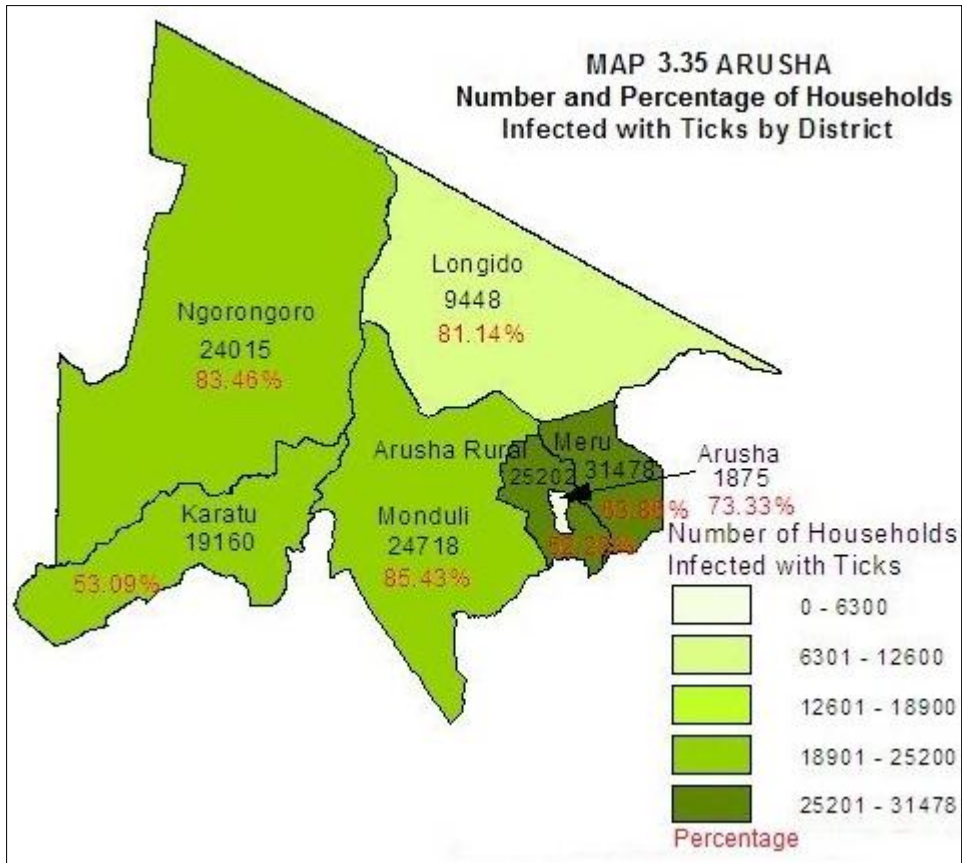 MAP 3.35 ARUSHA
Number and Percentage of Households
Infected with Ticks by District
Longido
9448
81.14%
Ngorongoro
24015
83.46%
Meru
31478
Arusha Rural
25202
Arusha
1875
73.33%
Karatu
19160
53.09%
Monduli
24718
85.43%
Number of Households
Infected with Ticks
0 - 6300
6301 - 12600
12601 - 18900
18901 - 25200
25201 - 31478
Percentage